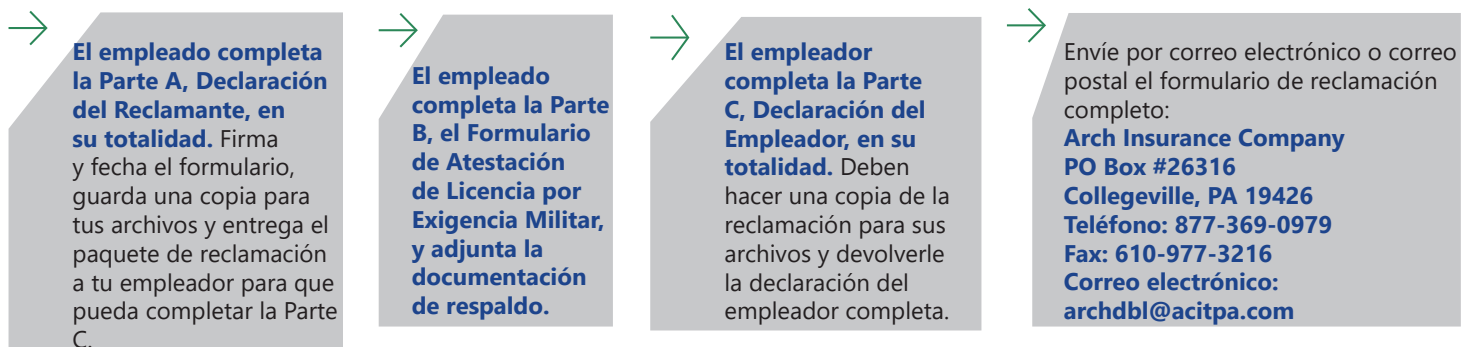 El empleado completa
la Parte A, Declaración
del Reclamante, en
su totalidad. Firma
y fecha el formulario,
guarda una copia para
tus archivos y entrega el
paquete de reclamación
a tu empleador para que
pueda completar la Parte
C.
El empleado
completa la Parte
B, el Formulario
de Atestación
de Licencia por
Exigencia Militar,
y adjunta la
documentación
de respaldo.
El empleador
completa la Parte
C, Declaración del
Empleador, en su
totalidad. Deben
hacer una copia de la
reclamación para sus
archivos y devolverle
la declaración del
empleador completa.
Envíe por correo electrónico o correo
postal el formulario de reclamación
completo:
Arch Insurance Company
PO Box #26316
Collegeville, PA 19426
Teléfono: 877-369-0979
Fax: 610-977-3216
Correo electrónico:
archdbl@acitpa.com